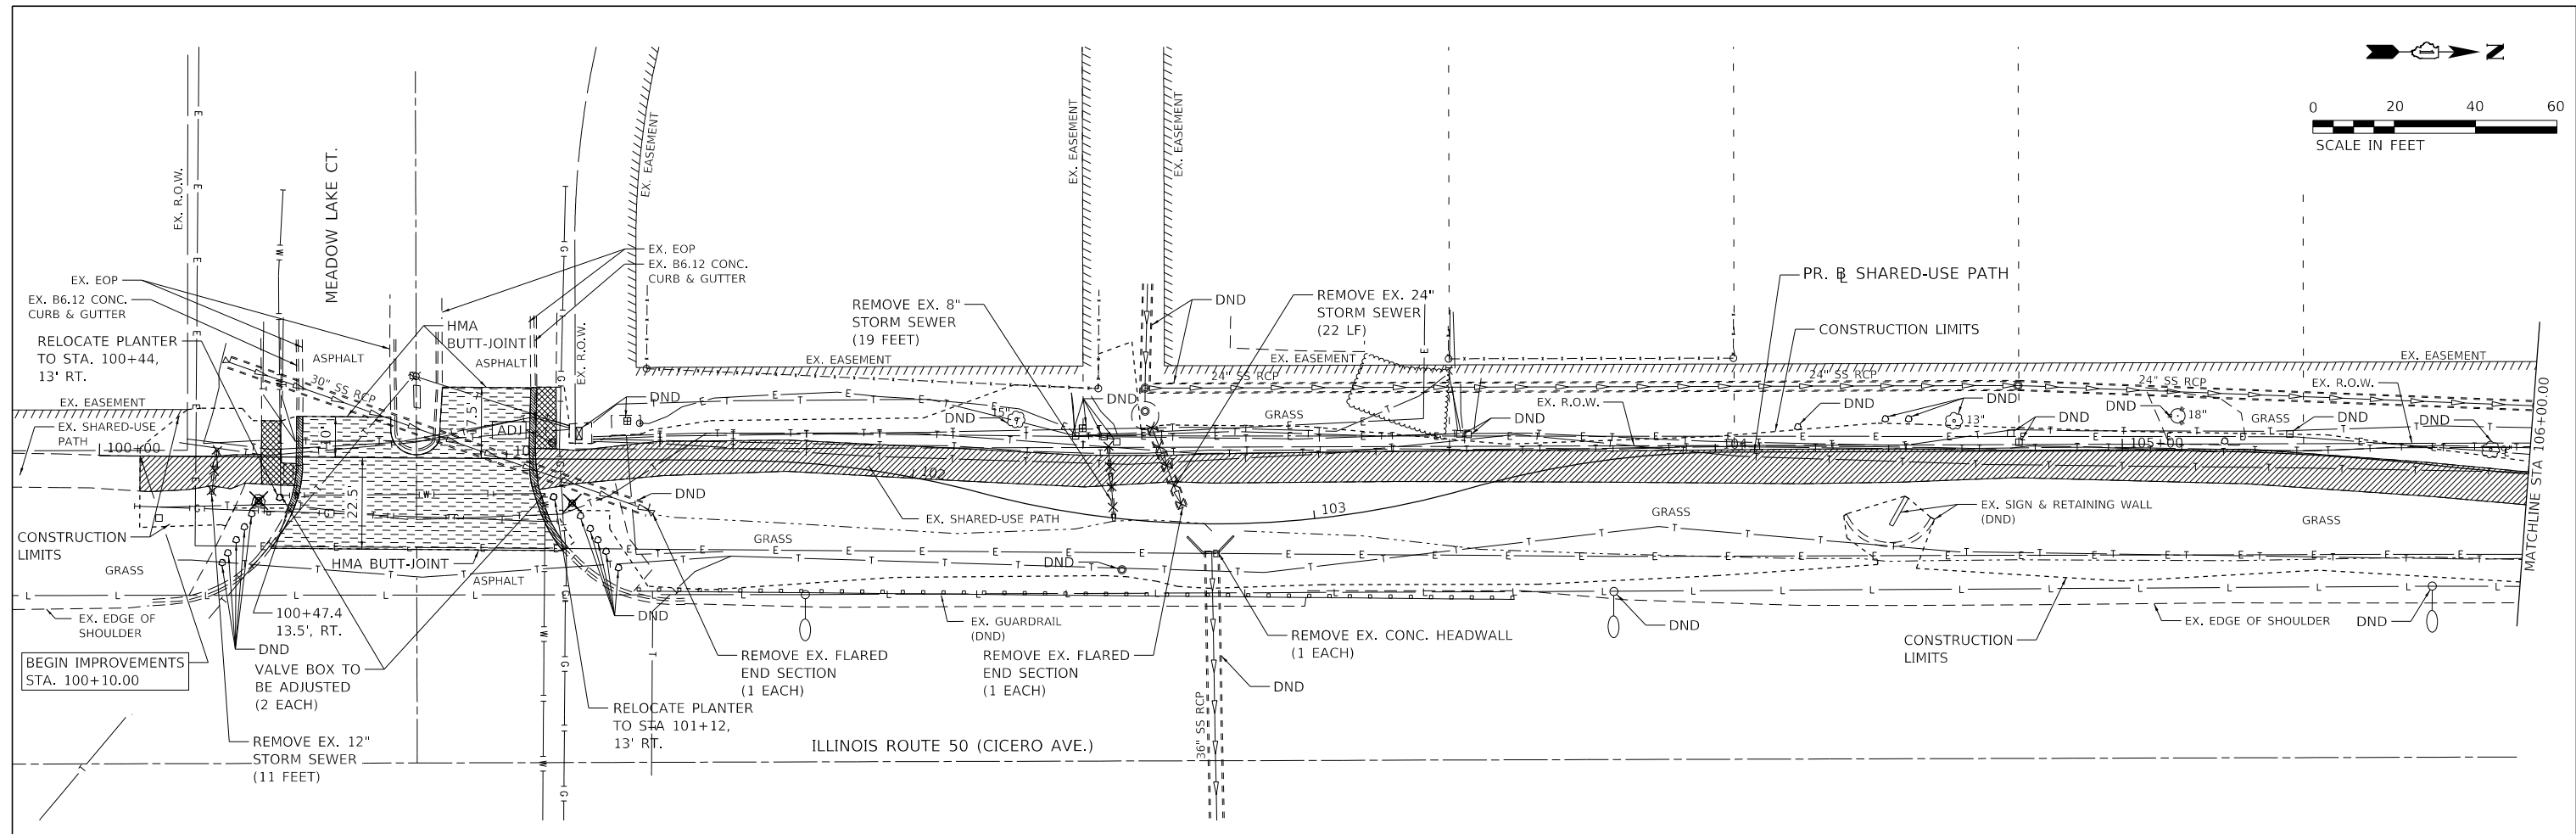 N
0 20 40 60
SCALE IN FEET
EX. R.O.W.
MEADOW LAKE CT.
EX. EASEMENT
EX. EASEMENT
EX. EASEMENT
EX. EOP
EX. B6.12 CONC.
CURB & GUTTER
EX. EOP
EX. B6.12 CONC.
CURB & GUTTER
RELOCATE PLANTER
TO STA. 100+44,
13' RT.
ASPHALT
HMA
BUTT-JOINT
ASPHALT
EX. R.O.W.
30" SS RCP
REMOVE EX. 8"
STORM SEWER
(19 FEET)
DND
REMOVE EX. 24"
STORM SEWER
(22 LF)
PR. B SHARED-USE PATH
CONSTRUCTION LIMITS
EX. EASEMENT
EX. EASEMENT
EX. EASEMENT
EX. EASEMENT
24" SS RCP
24" SS RCP
24" SS RCP
EX. R.O.W.
EX. R.O.W.
EX. SHARED-USE
PATH
100+00
10'
17.5'
ADJ.
DND
DND
15"
DND
GRASS
DND
DND
13"
DND
DND
18"
GRASS
DND
DND
9"
22.5'
102
103
104
105+00
DND
EX. SHARED-USE PATH
GRASS
EX. SIGN & RETAINING WALL
(DND)
GRASS
MATCHLINE STA 106+00.00
CONSTRUCTION
LIMITS
GRASS
HMA BUTT-JOINT
ASPHALT
GRASS
DND
EX. EDGE OF
SHOULDER
100+47.4
13.5', RT.
DND
DND
EX. GUARDRAIL
(DND)
DND
EX. EDGE OF SHOULDER
DND
BEGIN IMPROVEMENTS
STA. 100+10.00
VALVE BOX TO
BE ADJUSTED
(2 EACH)
REMOVE EX. FLARED
END SECTION
(1 EACH)
REMOVE EX. FLARED
END SECTION
(1 EACH)
REMOVE EX. CONC. HEADWALL
(1 EACH)
CONSTRUCTION
LIMITS
DND
RELOCATE PLANTER
TO STA 101+12,
13' RT.
REMOVE EX. 12"
STORM SEWER
(11 FEET)
ILLINOIS ROUTE 50 (CICERO AVE.)
36" SS RCP